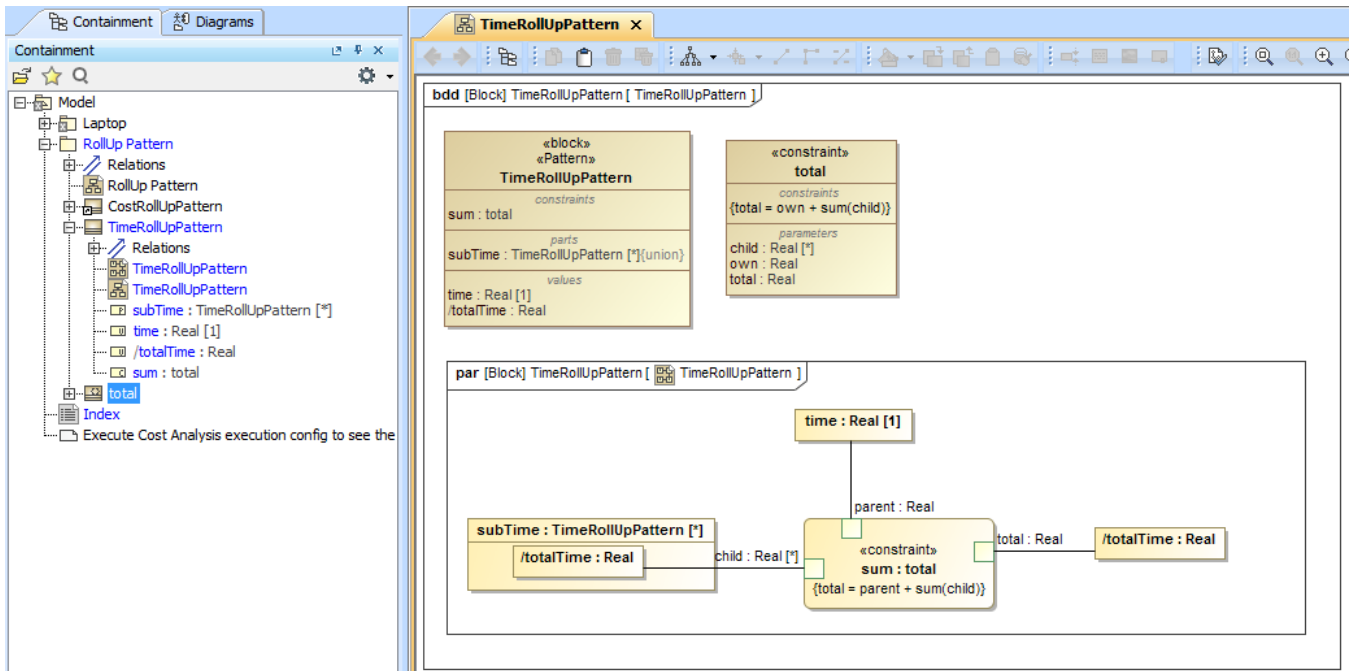 Containment
Diagrams
Containment
Model
Laptop
RollUp Pattern
Relations
RollUp Pattern
CostRollUpPattern
TimeRollUpPattern
Relations
TimeRollUpPattern
TimeRollUpPattern
subTime : TimeRollUpPattern [*]
time : Real [1]
/totalTime : Real
sum : total
total
Index
Execute Cost Analysis execution config to see the
TimeRollUpPattern
bdd [Block] TimeRollUpPattern [ TimeRollUpPattern ]
«block»
«Pattern»
TimeRollUpPattern
constraints
sum : total
parts
subTime : TimeRollUpPattern [*]{union}
values
time : Real [1]
/totalTime : Real
«constraint»
total
constraints
{total = own + sum(child)}
parameters
child : Real [*]
own : Real
total : Real
par [Block] TimeRollUpPattern [ TimeRollUpPattern ]
time : Real [1]
parent : Real
subTime : TimeRollUpPattern [*]
/totalTime : Real
child : Real [*]
«constraint»
sum : total
{total = parent + sum(child)}
total : Real
/totalTime : Real